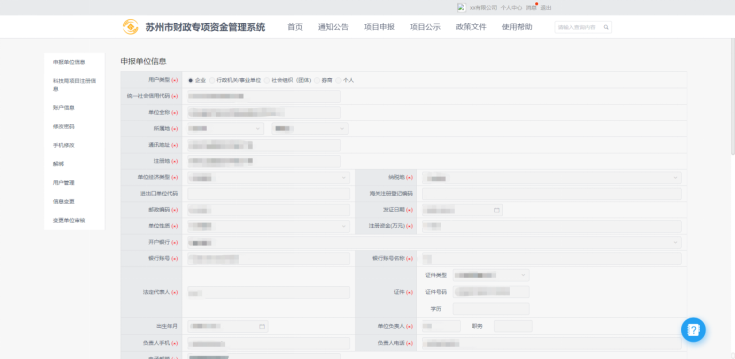 xx有限公司 个人中心 消息 退出
苏州市财政专项资金管理系统 首页 通知公告 项目申报 项目公示 政策文件 使用帮助 请输入查询内容
申报单位信息
科技局项目注册信息
账户信息
修改密码
手机修改
解绑
用户管理
信息变更
变更单位审核
申报单位信息
用户类型(*) 企业 行政机关/事业单位 社会组织（团体） 咨商 个人
统一社会信用代码(*)
单位全称(*)
所属地(*)
通讯地址(*)
注册地(*)
单位经济类型(*) 纳税局(*)
进出口单位代码 海关注册登记编码
邮政编码(*) 发证日期(*)
单位性质(*) 注册资金(万元)(*)
开户银行(*)
银行账号(*) 银行账号名称(*)
法定代表人(*) 证件(*) 证件类型
证件号码
学历
出生年月 单位负责人(*) 职务
负责人手机(*) 负责人电话(*)